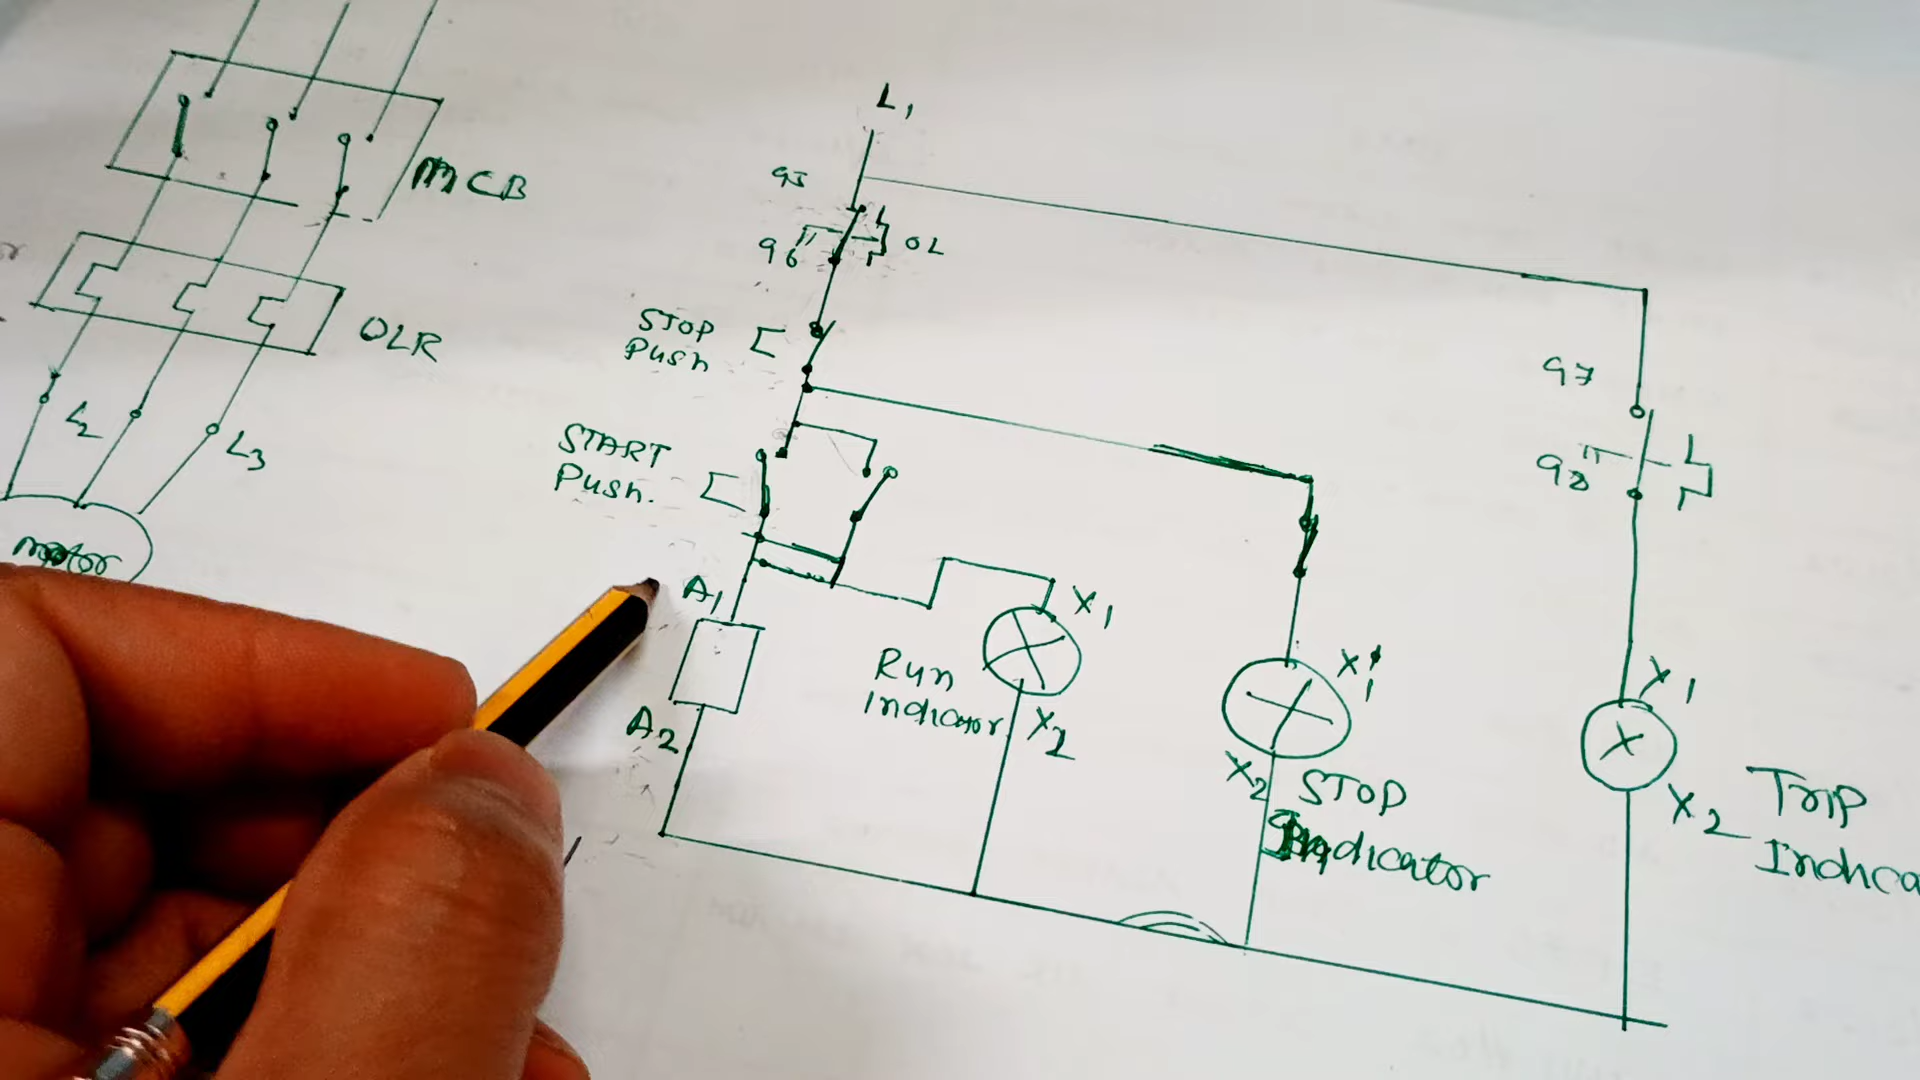 MCB
OLR
L2
L3
motor
L1
95
96
OL
STOP
Push
START
Push.
A1
A2
Run
Indicator
X1
X2
X1
X2
STOP
Indicator
97
98
X1
X2
Trip
Indica